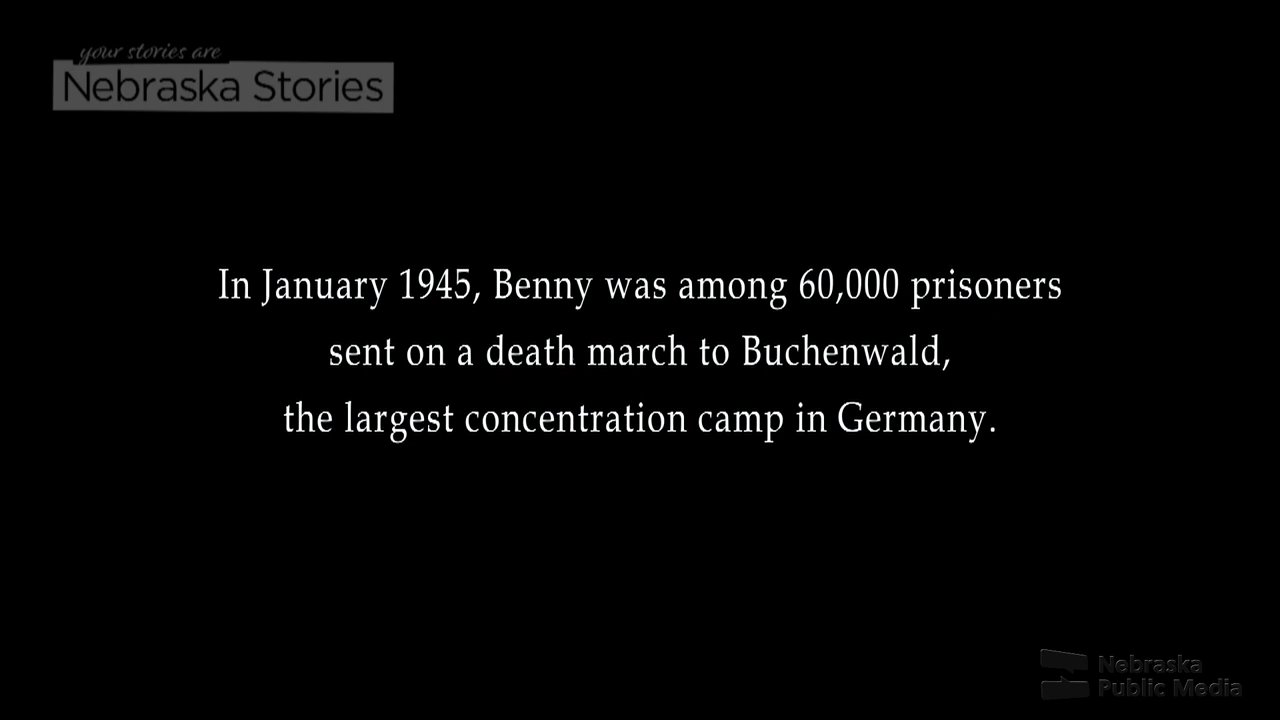 your stories are
Nebraska Stories
In January 1945, Benny was among 60,000 prisoners
sent on a death march to Buchenwald,
the largest concentration camp in Germany.
Nebraska
Public Media